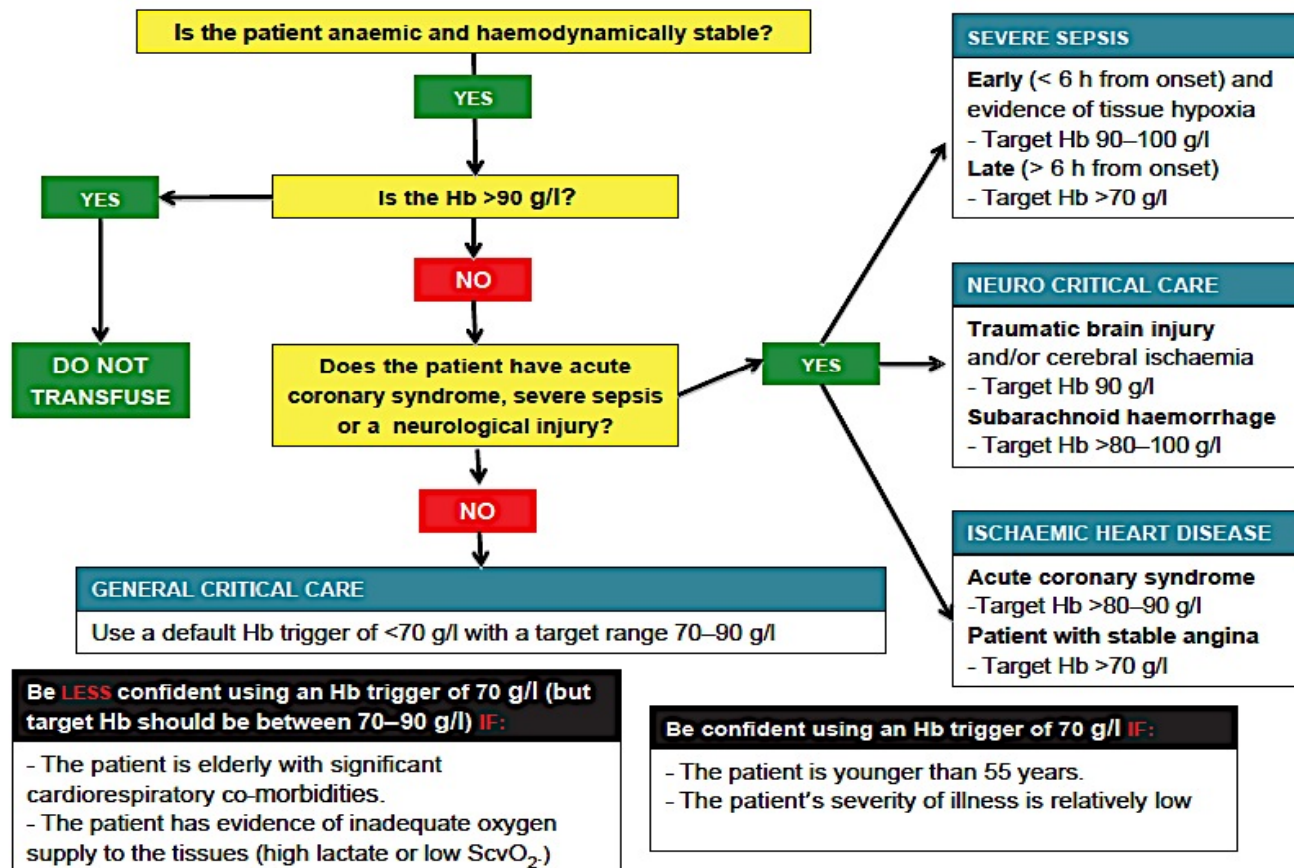 Is the patient anaemic and haemodynamically stable?
YES
Is the Hb >90 g/l?
YES
DO NOT
TRANSFUSE
NO
Does the patient have acute
coronary syndrome, severe sepsis
or a neurological injury?
YES
NO
GENERAL CRITICAL CARE
Use a default Hb trigger of <70 g/l with a target range 70–90 g/l
SEVERE SEPSIS
Early (< 6 h from onset) and
evidence of tissue hypoxia
- Target Hb 90–100 g/l
Late (> 6 h from onset)
- Target Hb >70 g/l
NEURO CRITICAL CARE
Traumatic brain injury
and/or cerebral ischaemia
- Target Hb 90 g/l
Subarachnoid haemorrhage
- Target Hb >80–100 g/l
ISCHAEMIC HEART DISEASE
Acute coronary syndrome
-Target Hb >80–90 g/l
Patient with stable angina
- Target Hb >70 g/l
Be LESS confident using an Hb trigger of 70 g/l (but
target Hb should be between 70–90 g/l) IF:
- The patient is elderly with significant
cardiorespiratory co-morbidities.
- The patient has evidence of inadequate oxygen
supply to the tissues (high lactate or low ScvO₂.)
Be confident using an Hb trigger of 70 g/l IF:
- The patient is younger than 55 years.
- The patient's severity of illness is relatively low